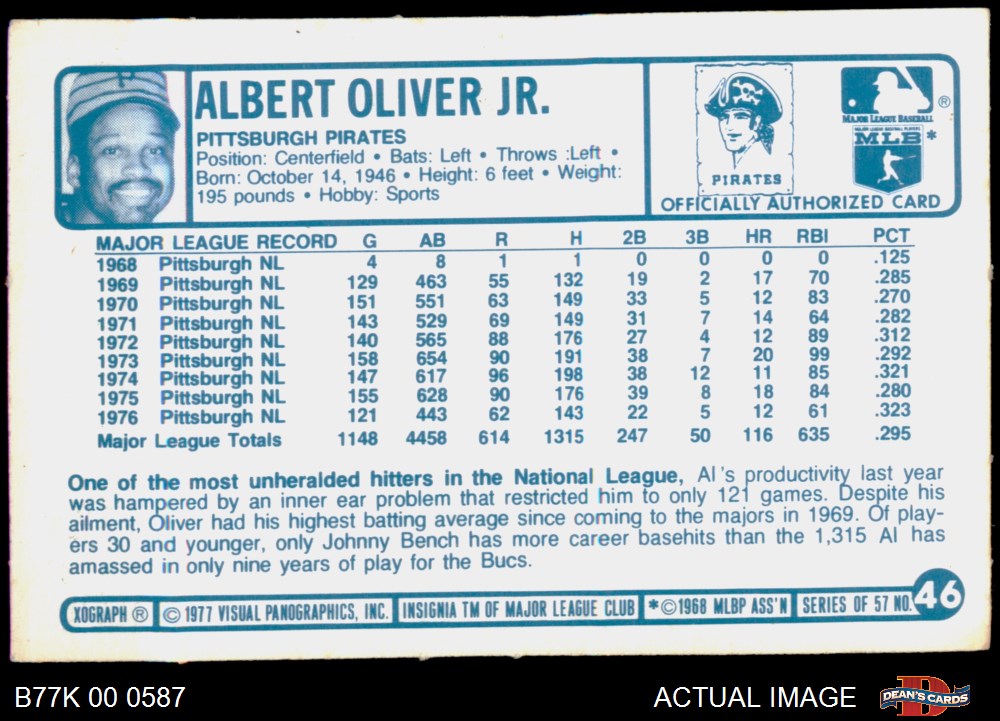 ALBERT OLIVER JR.
PITTSBURGH PIRATES
Position: Centerfield • Bats: Left • Throws :Left •
Born: October 14, 1946 • Height: 6 feet • Weight:
195 pounds • Hobby: Sports
P
PIRATES
®
MAJOR LEAGUE BASEBALL
MAJOR LEAGUE BASEBALL PLAYERS
MLB *
OFFICIALLY AUTHORIZED CARD
MAJOR LEAGUE RECORD G AB R H 2B 3B HR RBI PCT
1968 Pittsburgh NL 4 8 1 1 0 0 0 0 .125
1969 Pittsburgh NL 129 463 55 132 19 2 17 70 .285
1970 Pittsburgh NL 151 551 63 149 33 5 12 83 .270
1971 Pittsburgh NL 143 529 69 149 31 7 14 64 .282
1972 Pittsburgh NL 140 565 88 176 27 4 12 89 .312
1973 Pittsburgh NL 158 654 90 191 38 7 20 99 .292
1974 Pittsburgh NL 147 617 96 198 38 12 11 85 .321
1975 Pittsburgh NL 155 628 90 176 39 8 18 84 .280
1976 Pittsburgh NL 121 443 62 143 22 5 12 61 .323
Major League Totals 1148 4458 614 1315 247 50 116 635 .295
One of the most unheralded hitters in the National League, Al's productivity last year
was hampered by an inner ear problem that restricted him to only 121 games. Despite his
ailment, Oliver had his highest batting average since coming to the majors in 1969. Of play-
ers 30 and younger, only Johnny Bench has more career basehits than the 1,315 Al has
amassed in only nine years of play for the Bucs.
XOGRAPH ® © 1977 VISUAL PANOGRAPHICS, INC. INSIGNIA TM OF MAJOR LEAGUE CLUB *©1968 MLBP ASS'N SERIES OF 57 NO. 46
B77K 00 0587 ACTUAL IMAGE D DEAN'S CARDS